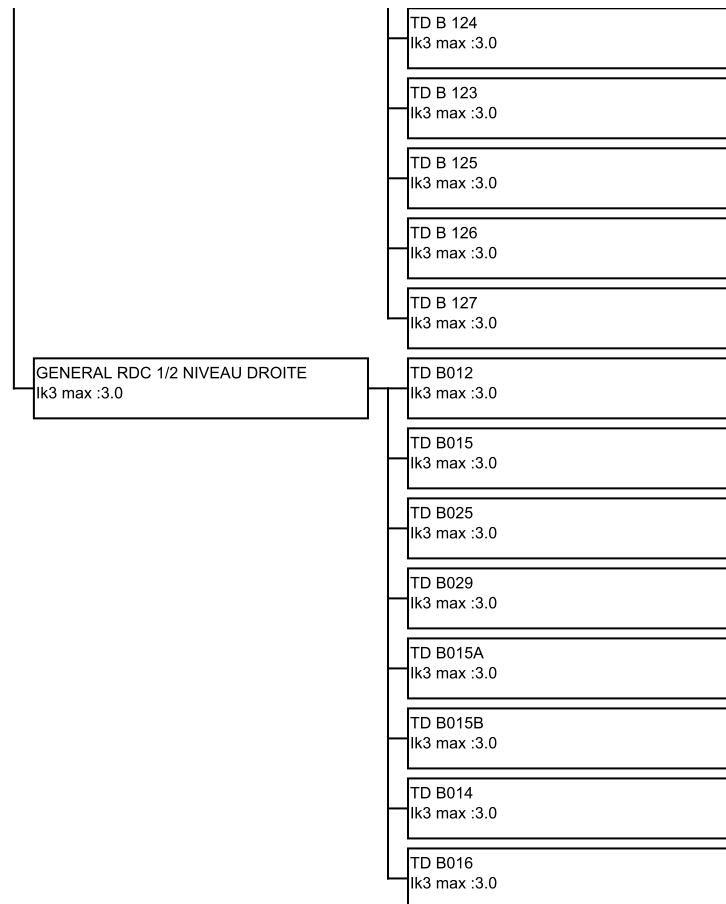 TD B 124
Ik3 max :3.0
TD B 123
Ik3 max :3.0
TD B 125
Ik3 max :3.0
TD B 126
Ik3 max :3.0
TD B 127
Ik3 max :3.0
GENERAL RDC 1/2 NIVEAU DROITE
Ik3 max :3.0
TD B012
Ik3 max :3.0
TD B015
Ik3 max :3.0
TD B025
Ik3 max :3.0
TD B029
Ik3 max :3.0
TD B015A
Ik3 max :3.0
TD B015B
Ik3 max :3.0
TD B014
Ik3 max :3.0
TD B016
Ik3 max :3.0